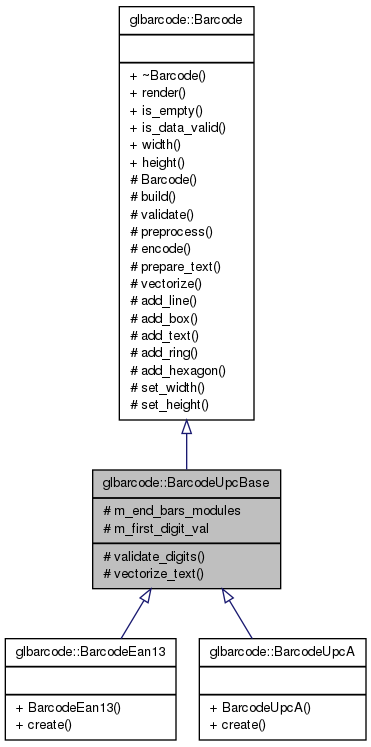 glbarcode::Barcode
+ ~Barcode()
+ render()
+ is_empty()
+ is_data_valid()
+ width()
+ height()
# Barcode()
# build()
# validate()
# preprocess()
# encode()
# prepare_text()
# vectorize()
# add_line()
# add_box()
# add_text()
# add_ring()
# add_hexagon()
# set_width()
# set_height()
glbarcode::BarcodeUpcBase
# m_end_bars_modules
# m_first_digit_val
# validate_digits()
# vectorize_text()
glbarcode::BarcodeEan13
+ BarcodeEan13()
+ create()
glbarcode::BarcodeUpcA
+ BarcodeUpcA()
+ create()